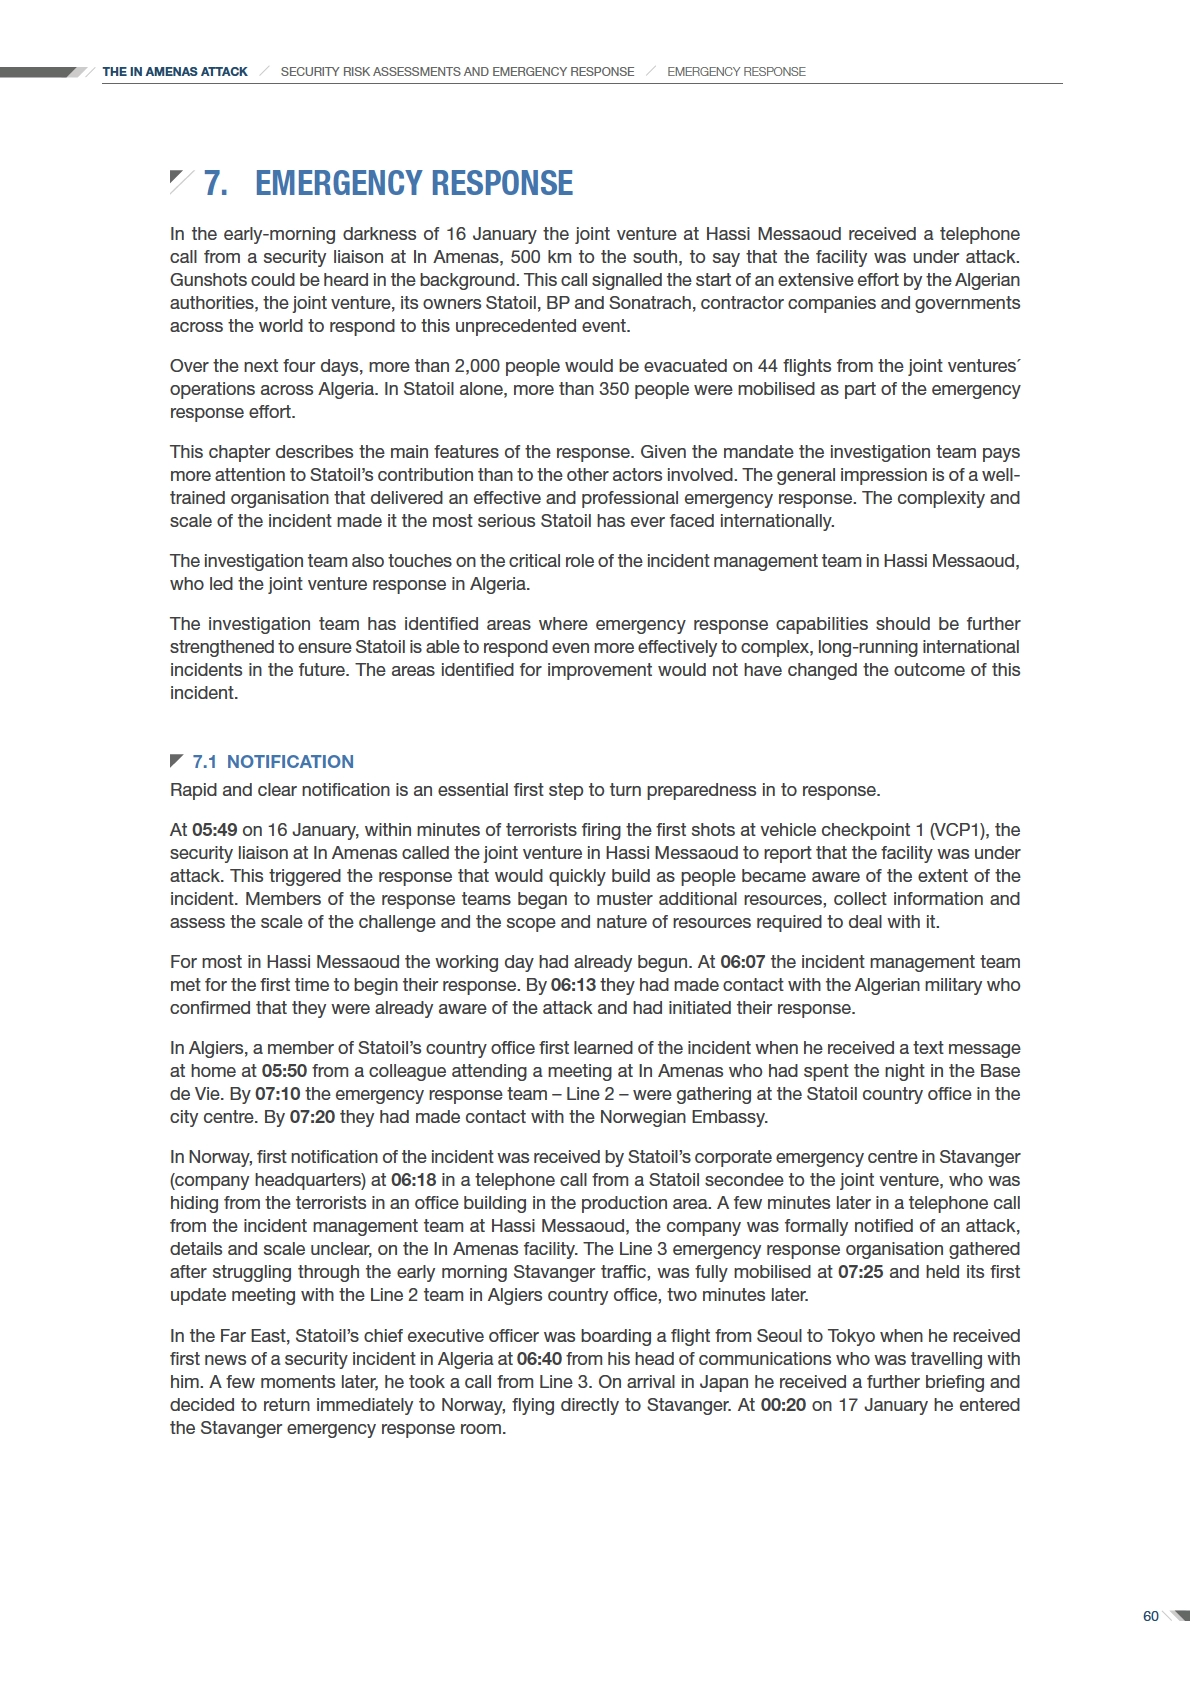 THE IN AMENAS ATTACK / SECURITY RISK ASSESSMENTS AND EMERGENCY RESPONSE / EMERGENCY RESPONSE
7. EMERGENCY RESPONSE
In the early-morning darkness of 16 January the joint venture at Hassi Messaoud received a telephone
call from a security liaison at In Amenas, 500 km to the south, to say that the facility was under attack.
Gunshots could be heard in the background. This call signalled the start of an extensive effort by the Algerian
authorities, the joint venture, its owners Statoil, BP and Sonatrach, contractor companies and governments
across the world to respond to this unprecedented event.
Over the next four days, more than 2,000 people would be evacuated on 44 flights from the joint ventures´
operations across Algeria. In Statoil alone, more than 350 people were mobilised as part of the emergency
response effort.
This chapter describes the main features of the response. Given the mandate the investigation team pays
more attention to Statoil's contribution than to the other actors involved. The general impression is of a well-
trained organisation that delivered an effective and professional emergency response. The complexity and
scale of the incident made it the most serious Statoil has ever faced internationally.
The investigation team also touches on the critical role of the incident management team in Hassi Messaoud,
who led the joint venture response in Algeria.
The investigation team has identified areas where emergency response capabilities should be further
strengthened to ensure Statoil is able to respond even more effectively to complex, long-running international
incidents in the future. The areas identified for improvement would not have changed the outcome of this
incident.
7.1 NOTIFICATION
Rapid and clear notification is an essential first step to turn preparedness in to response.
At 05:49 on 16 January, within minutes of terrorists firing the first shots at vehicle checkpoint 1 (VCP1), the
security liaison at In Amenas called the joint venture in Hassi Messaoud to report that the facility was under
attack. This triggered the response that would quickly build as people became aware of the extent of the
incident. Members of the response teams began to muster additional resources, collect information and
assess the scale of the challenge and the scope and nature of resources required to deal with it.
For most in Hassi Messaoud the working day had already begun. At 06:07 the incident management team
met for the first time to begin their response. By 06:13 they had made contact with the Algerian military who
confirmed that they were already aware of the attack and had initiated their response.
In Algiers, a member of Statoil's country office first learned of the incident when he received a text message
at home at 05:50 from a colleague attending a meeting at In Amenas who had spent the night in the Base
de Vie. By 07:10 the emergency response team – Line 2 – were gathering at the Statoil country office in the
city centre. By 07:20 they had made contact with the Norwegian Embassy.
In Norway, first notification of the incident was received by Statoil's corporate emergency centre in Stavanger
(company headquarters) at 06:18 in a telephone call from a Statoil secondee to the joint venture, who was
hiding from the terrorists in an office building in the production area. A few minutes later in a telephone call
from the incident management team at Hassi Messaoud, the company was formally notified of an attack,
details and scale unclear, on the In Amenas facility. The Line 3 emergency response organisation gathered
after struggling through the early morning Stavanger traffic, was fully mobilised at 07:25 and held its first
update meeting with the Line 2 team in Algiers country office, two minutes later.
In the Far East, Statoil's chief executive officer was boarding a flight from Seoul to Tokyo when he received
first news of a security incident in Algeria at 06:40 from his head of communications who was travelling with
him. A few moments later, he took a call from Line 3. On arrival in Japan he received a further briefing and
decided to return immediately to Norway, flying directly to Stavanger. At 00:20 on 17 January he entered
the Stavanger emergency response room.
60